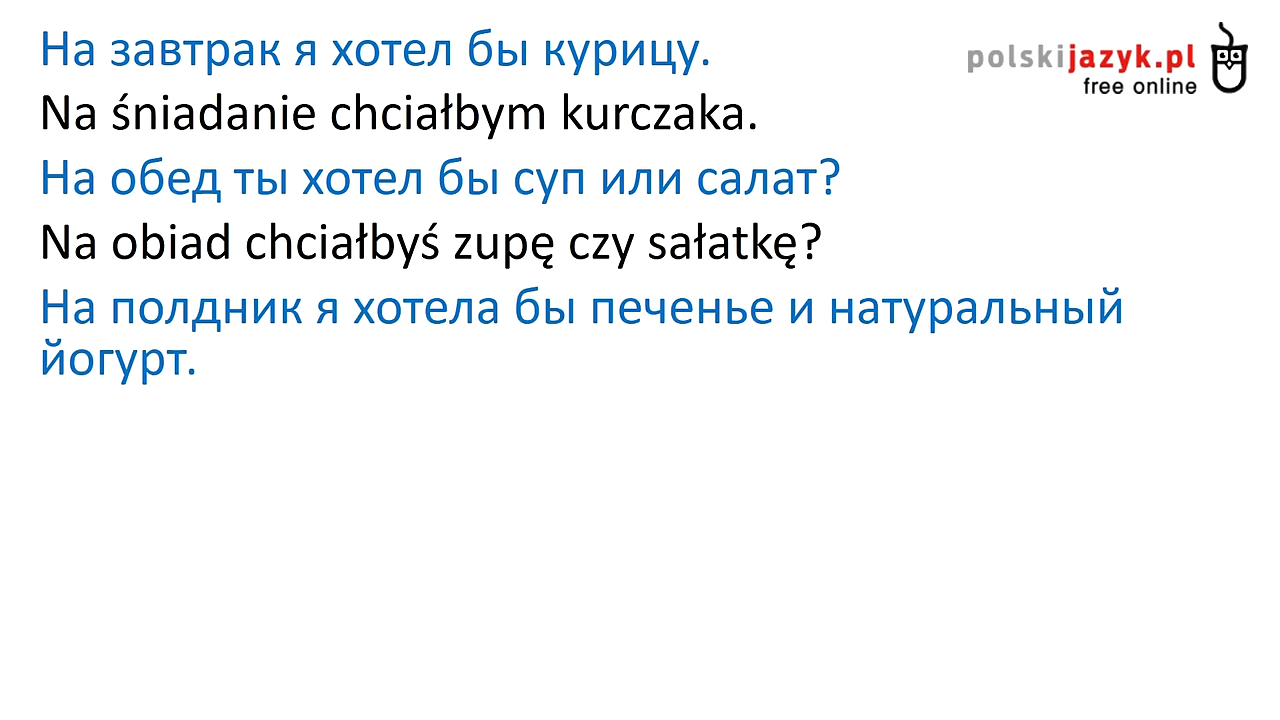 На завтрак я хотел бы курицу.
polskijazyk.pl
free online
Na śniadanie chciałbym kurczaka.
На обед ты хотел бы суп или салат?
Na obiad chciałbyś zupę czy sałatkę?
На полдник я хотела бы печенье и натуральный
йогурт.